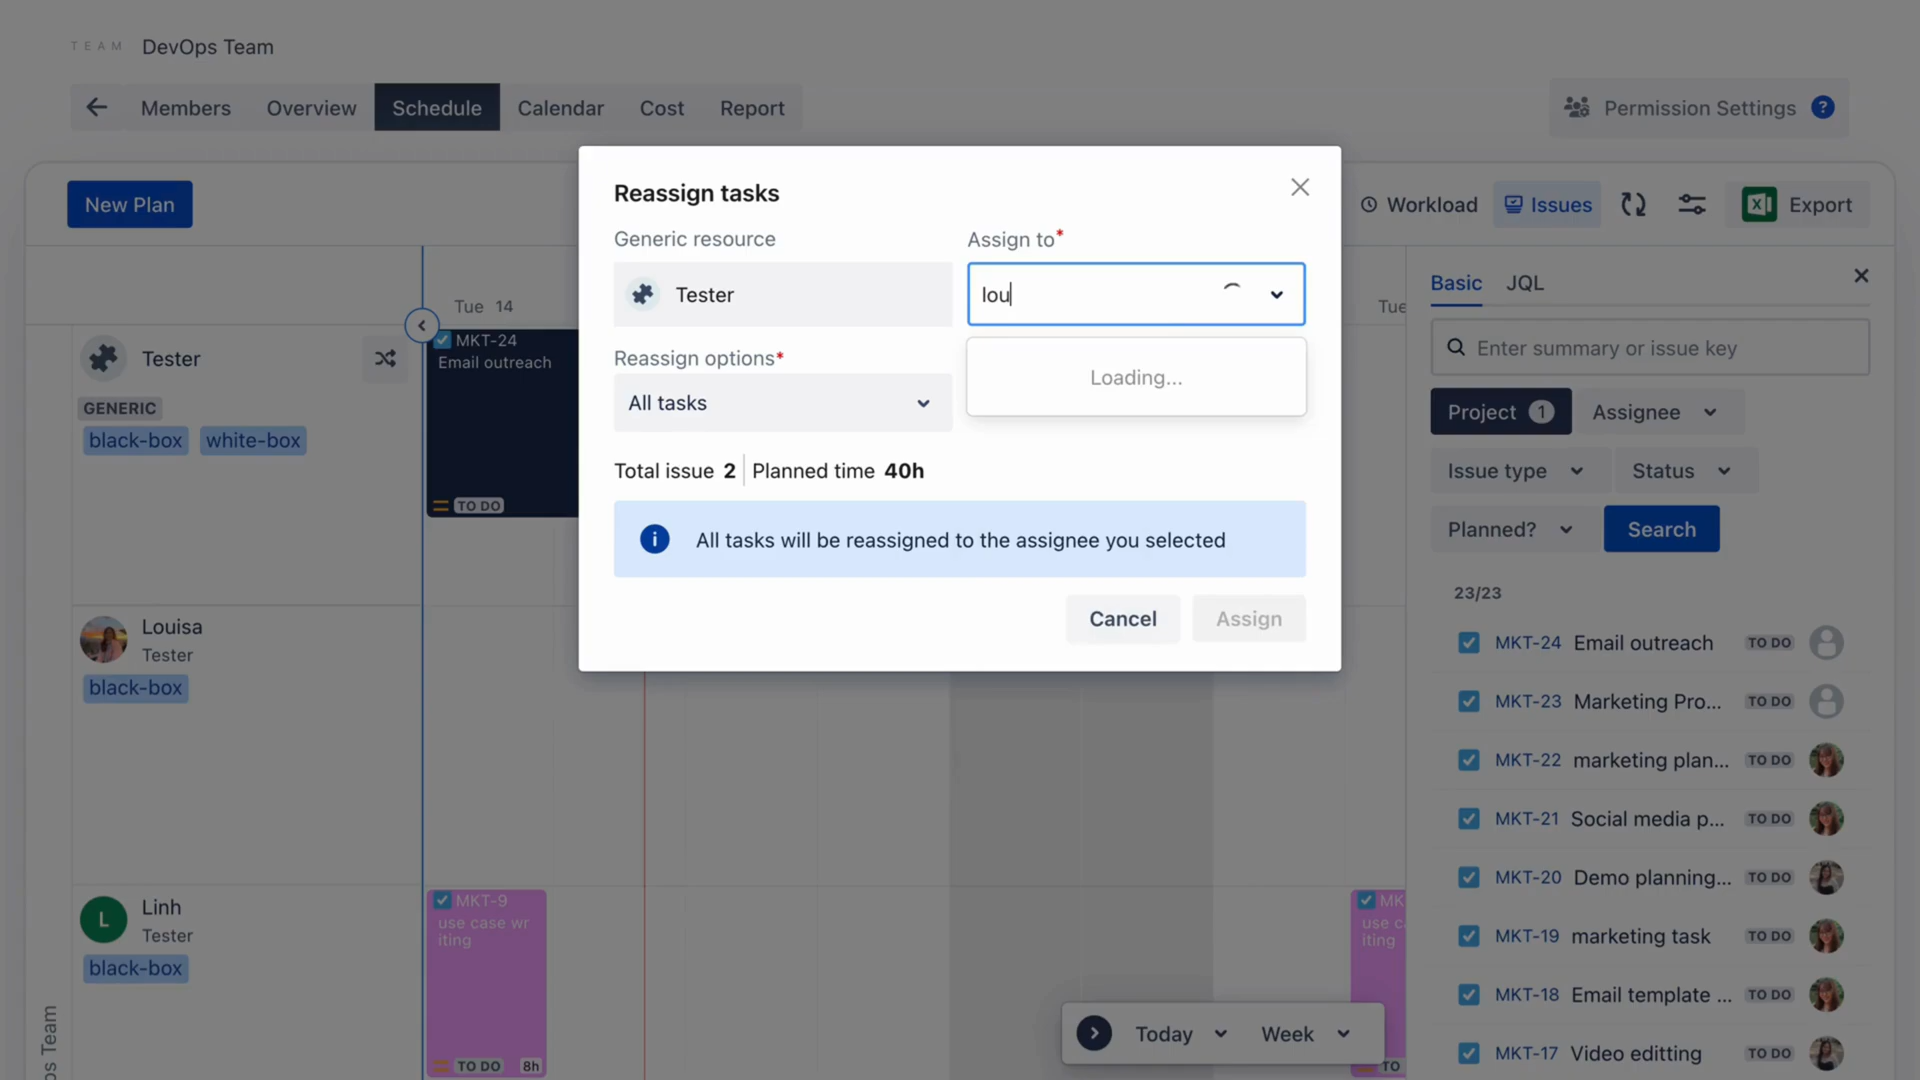 TEAM DevOps Team
Members Overview Schedule Calendar Cost Report
Permission Settings ?
New Plan
Workload Issues Export
Tue 14
Tue
Tester
GENERIC
black-box white-box
MKT-24
Email outreach
TO DO
Louisa
Tester
black-box
L
Linh
Tester
black-box
MKT-9
use case wr
iting
TO DO 8h
MK
use ca
iting
TO
os Team
Today Week
Reassign tasks
Generic resource
Tester
Assign to*
lou
Loading...
Reassign options*
All tasks
Total issue 2 Planned time 40h
i All tasks will be reassigned to the assignee you selected
Cancel Assign
Basic JQL
Enter summary or issue key
Project 1 Assignee
Issue type Status
Planned? Search
23/23
MKT-24 Email outreach TO DO
MKT-23 Marketing Pro... TO DO
MKT-22 marketing plan... TO DO
MKT-21 Social media p... TO DO
MKT-20 Demo planning... TO DO
MKT-19 marketing task TO DO
MKT-18 Email template ... TO DO
MKT-17 Video editting TO DO